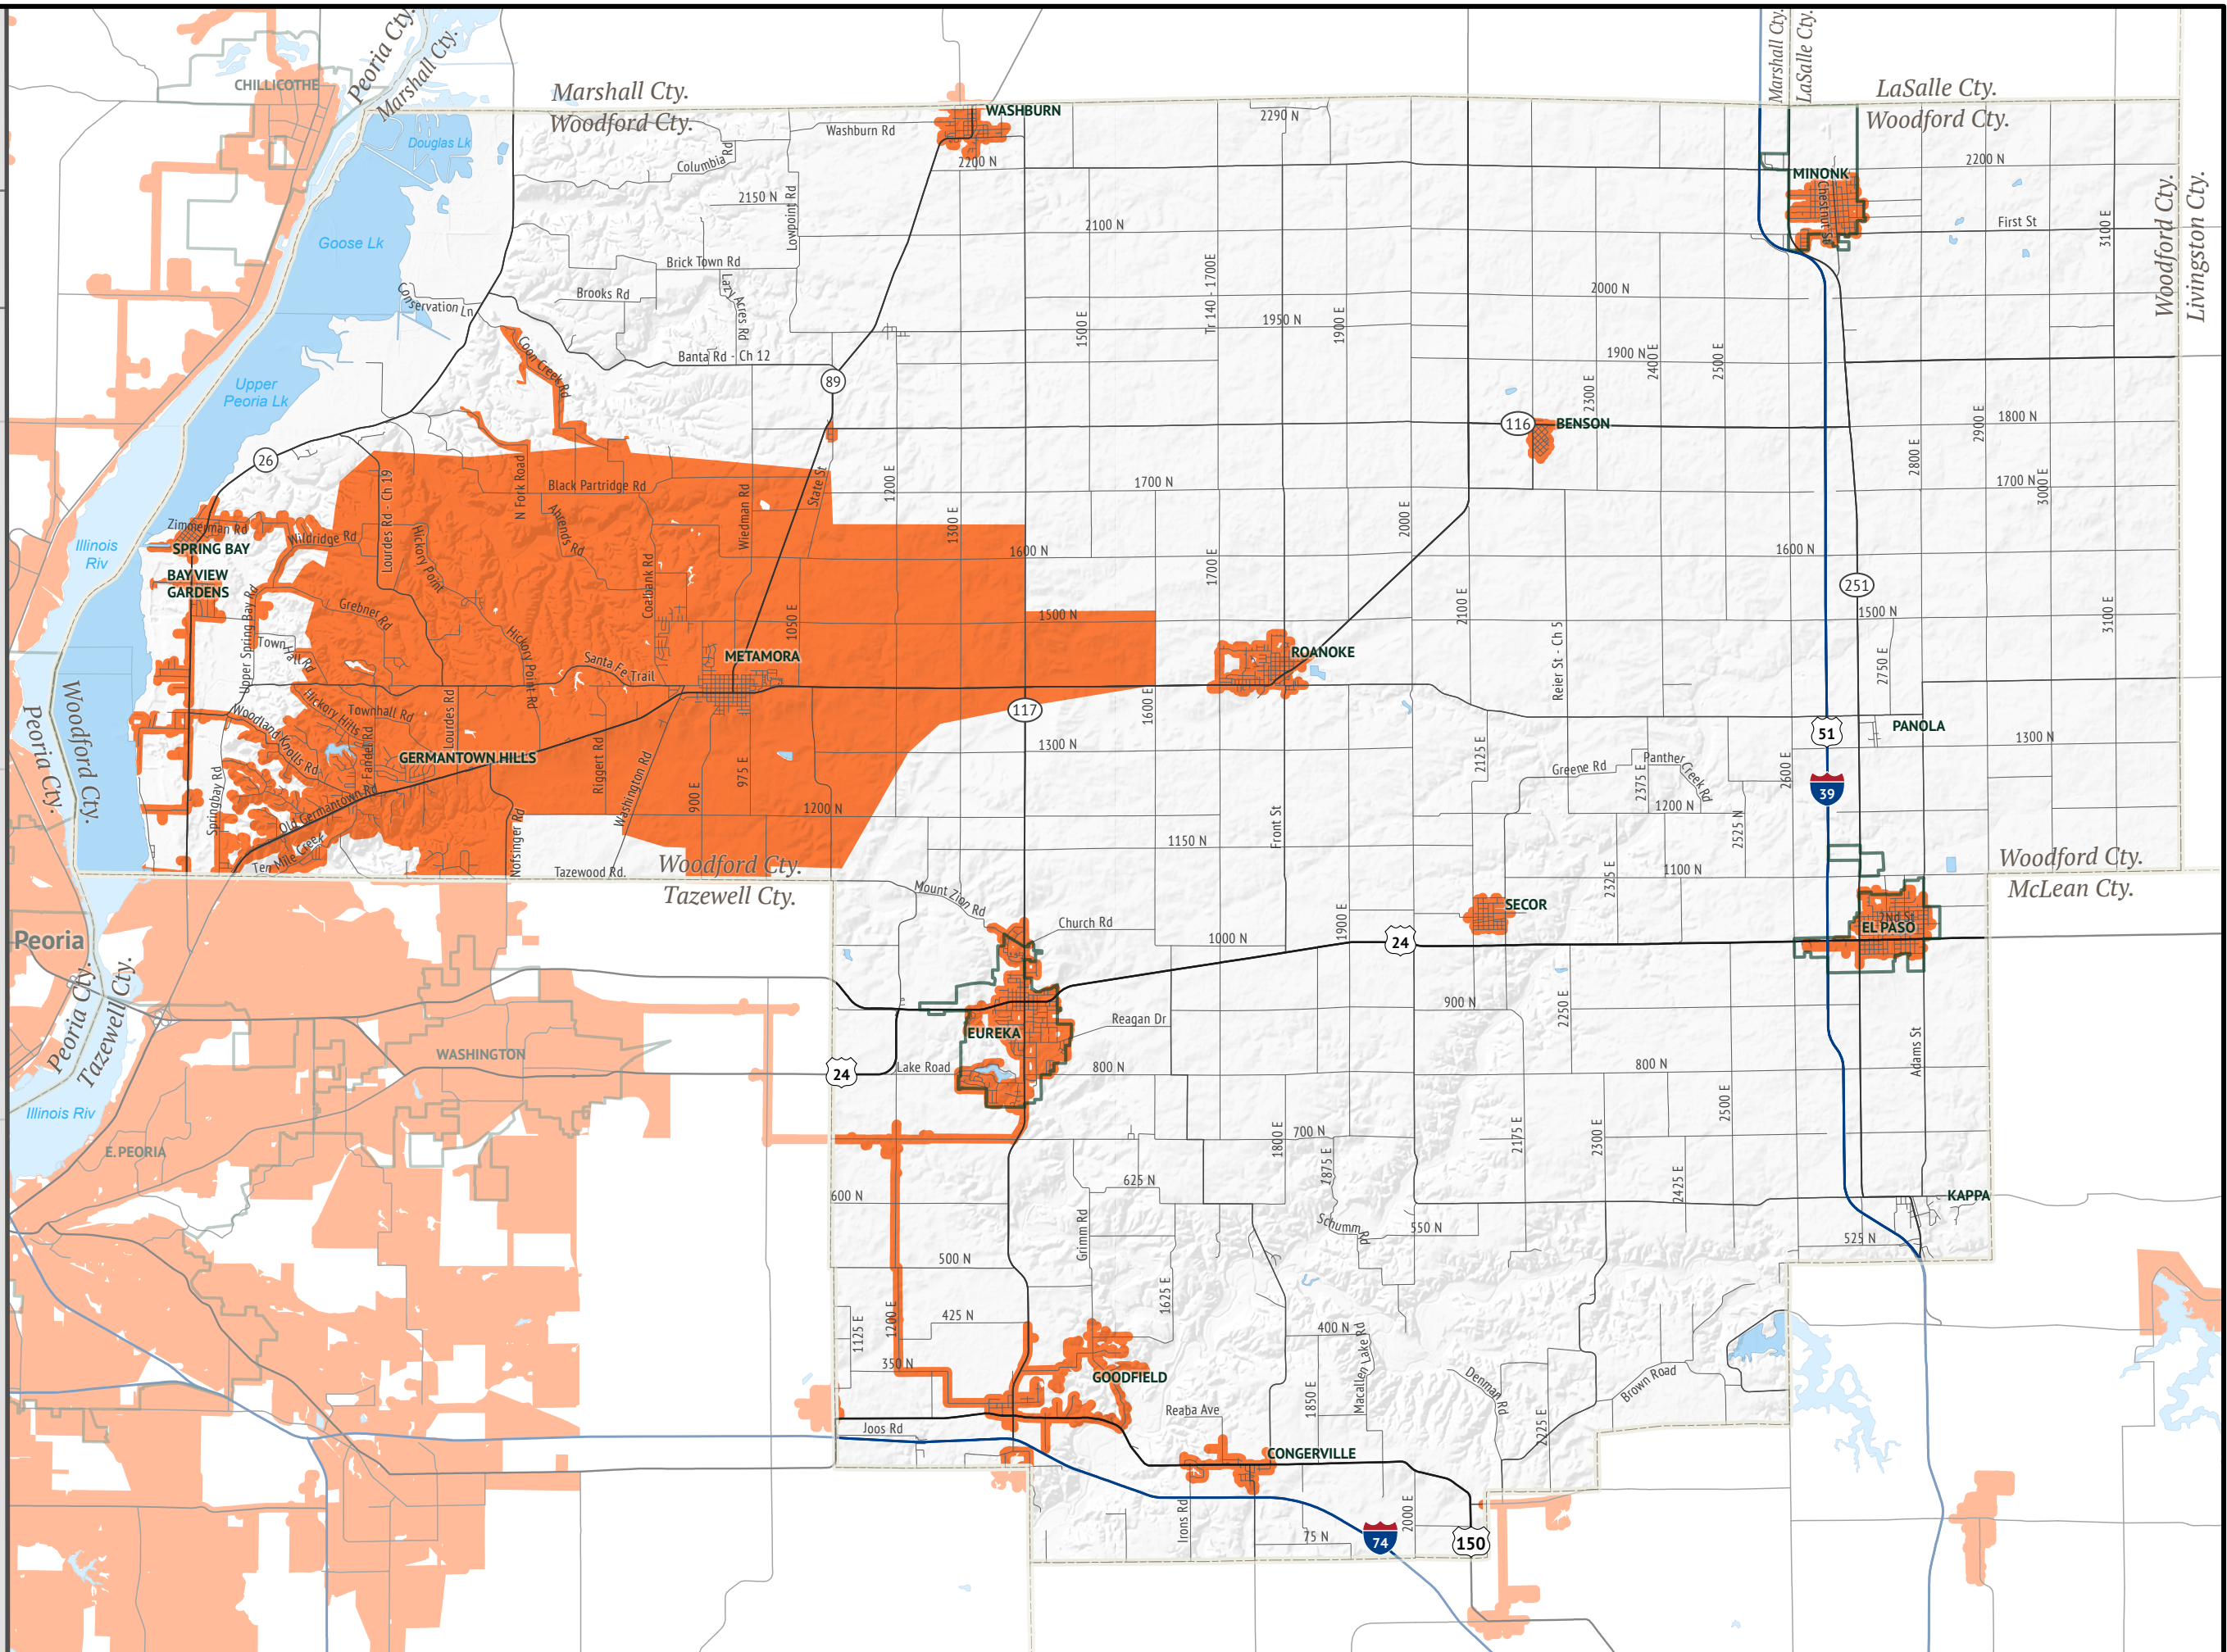 Peoria Cty.
Marshall Cty.
CHILLICOTHE
Marshall Cty.
Woodford Cty.
WASHBURN
Marshall Cty.
LaSalle Cty.
LaSalle Cty.
Woodford Cty.
Douglas Lk
Washburn Rd
Columbia Rd
2290 N
2200 N
2200 N
MINONK
Chestnut St
2150 N
Lowpoint Rd
2100 N
First St
3100 E
Woodford Cty.
Livingston Cty.
Goose Lk
Brick Town Rd
Brooks Rd
Lazy Acres Rd
Conservation Ln
Tr 140 - 1700E
2000 N
1950 N
1500 E
1900 E
Coon Creek Rd
Banta Rd - Ch 12
1900 N
2400 E
2500 E
89
Upper
Peoria Lk
2300 E
116
BENSON
1800 N
2900 E
26
2800 E
Lourdes Rd - Ch 19
N Fork Road
Black Partridge Rd
State St
1200 E
1700 N
1700 N
3000 E
Wiedman Rd
Ahrends Rd
1300 E
2000 E
Zimmerman Rd
Wildridge Rd
SPRING BAY
Hickory Point
Illinois
Riv
1600 N
1600 N
Coalbank Rd
1700 E
BAY VIEW
GARDENS
251
Upper Spring Bay Rd
Grebner Rd
1050 E
1500 N
2100 E
1500 N
3100 E
Town Hall Rd
Hickory Point Rd
Santa Fe Trail
METAMORA
ROANOKE
Reier St - Ch 5
2750 E
Peoria Cty.
Woodford Cty.
Hickory Hills
Woodland Knolls Rd
Townhall Rd
Lourdes Rd
Fandel Rd
117
1600 E
PANOLA
51
1300 N
1300 N
GERMANTOWN HILLS
Riggert Rd
Washington Rd
975 E
900 E
2125 E
Greene Rd
2375 E
Panther Creek Rd
2600 E
39
Springbay Rd
Old Germantown Rd
Ten Mile Creek
Nofsinger Rd
1200 N
1200 N
Front St
1150 N
2525 N
Tazewood Rd.
Woodford Cty.
Tazewell Cty.
1100 N
2325 E
Woodford Cty.
McLean Cty.
Mount Zion Rd
Church Rd
1900 E
SECOR
2nd St
EL PASO
Peoria
1000 N
24
Peoria Cty.
Tazewell Cty.
900 N
2250 E
WASHINGTON
EUREKA
Reagan Dr
Lake Road
24
800 N
800 N
Adams St
Illinois Riv
2500 E
E. PEORIA
700 N
1800 E
1875 E
2175 E
2300 E
2425 E
625 N
600 N
KAPPA
Grimm Rd
Schumm Rd
550 N
525 N
500 N
1625 E
1125 E
1200 E
425 N
400 N
Macallen Lake Rd
350 N
GOODFIELD
1850 E
Denman Rd
Brown Road
Reaba Ave
2225 E
Joos Rd
CONGERVILLE
Irons Rd
2000 E
75 N
74
150